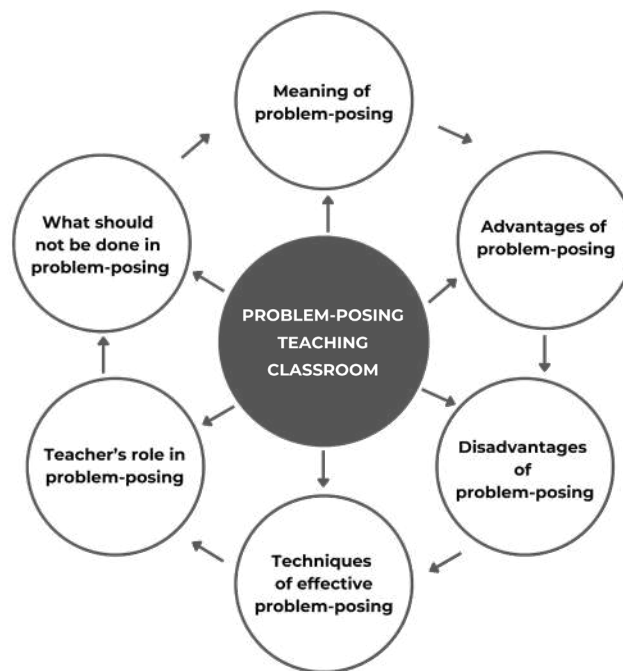 Meaning of
problem-posing
Advantages of
problem-posing
Disadvantages
of
problem-posing
Techniques
of effective
problem-posing
Teacher's role in
problem-posing
What should
not be done in
problem-posing
PROBLEM-POSING
TEACHING
CLASSROOM